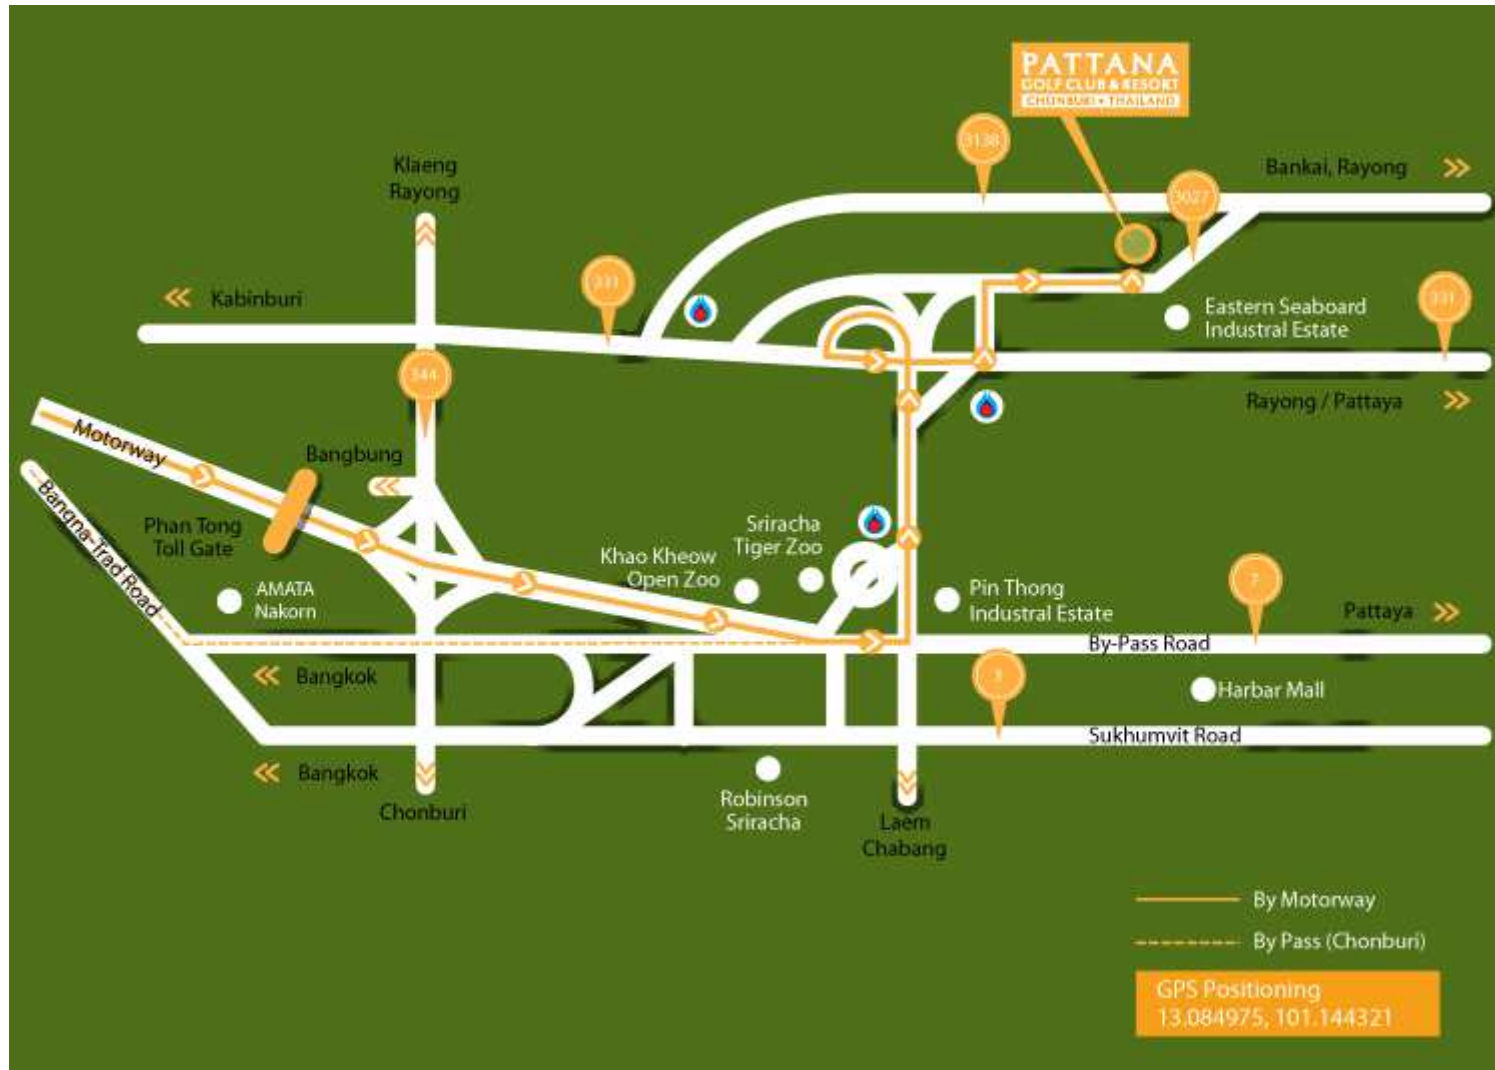 PATTANA
GOLF CLUB & RESORT
CHONBURI • THAILAND
3138
Klaeng
Rayong
Bankai, Rayong
3027
Kabinburi
331
331
Eastern Seaboard
Industral Estate
344
Rayong / Pattaya
Motorway
Bangbung
Bangna-Trad Road
Phan Tong
Toll Gate
Sriracha
Tiger Zoo
Khao Kheow
Open Zoo
AMATA
Nakorn
Pin Thong
Industral Estate
7
Pattaya
By-Pass Road
Bangkok
3
Harbar Mall
Sukhumvit Road
Bangkok
Chonburi
Robinson
Sriracha
Laem
Chabang
By Motorway
By Pass (Chonburi)
GPS Positioning
13.084975, 101.144321